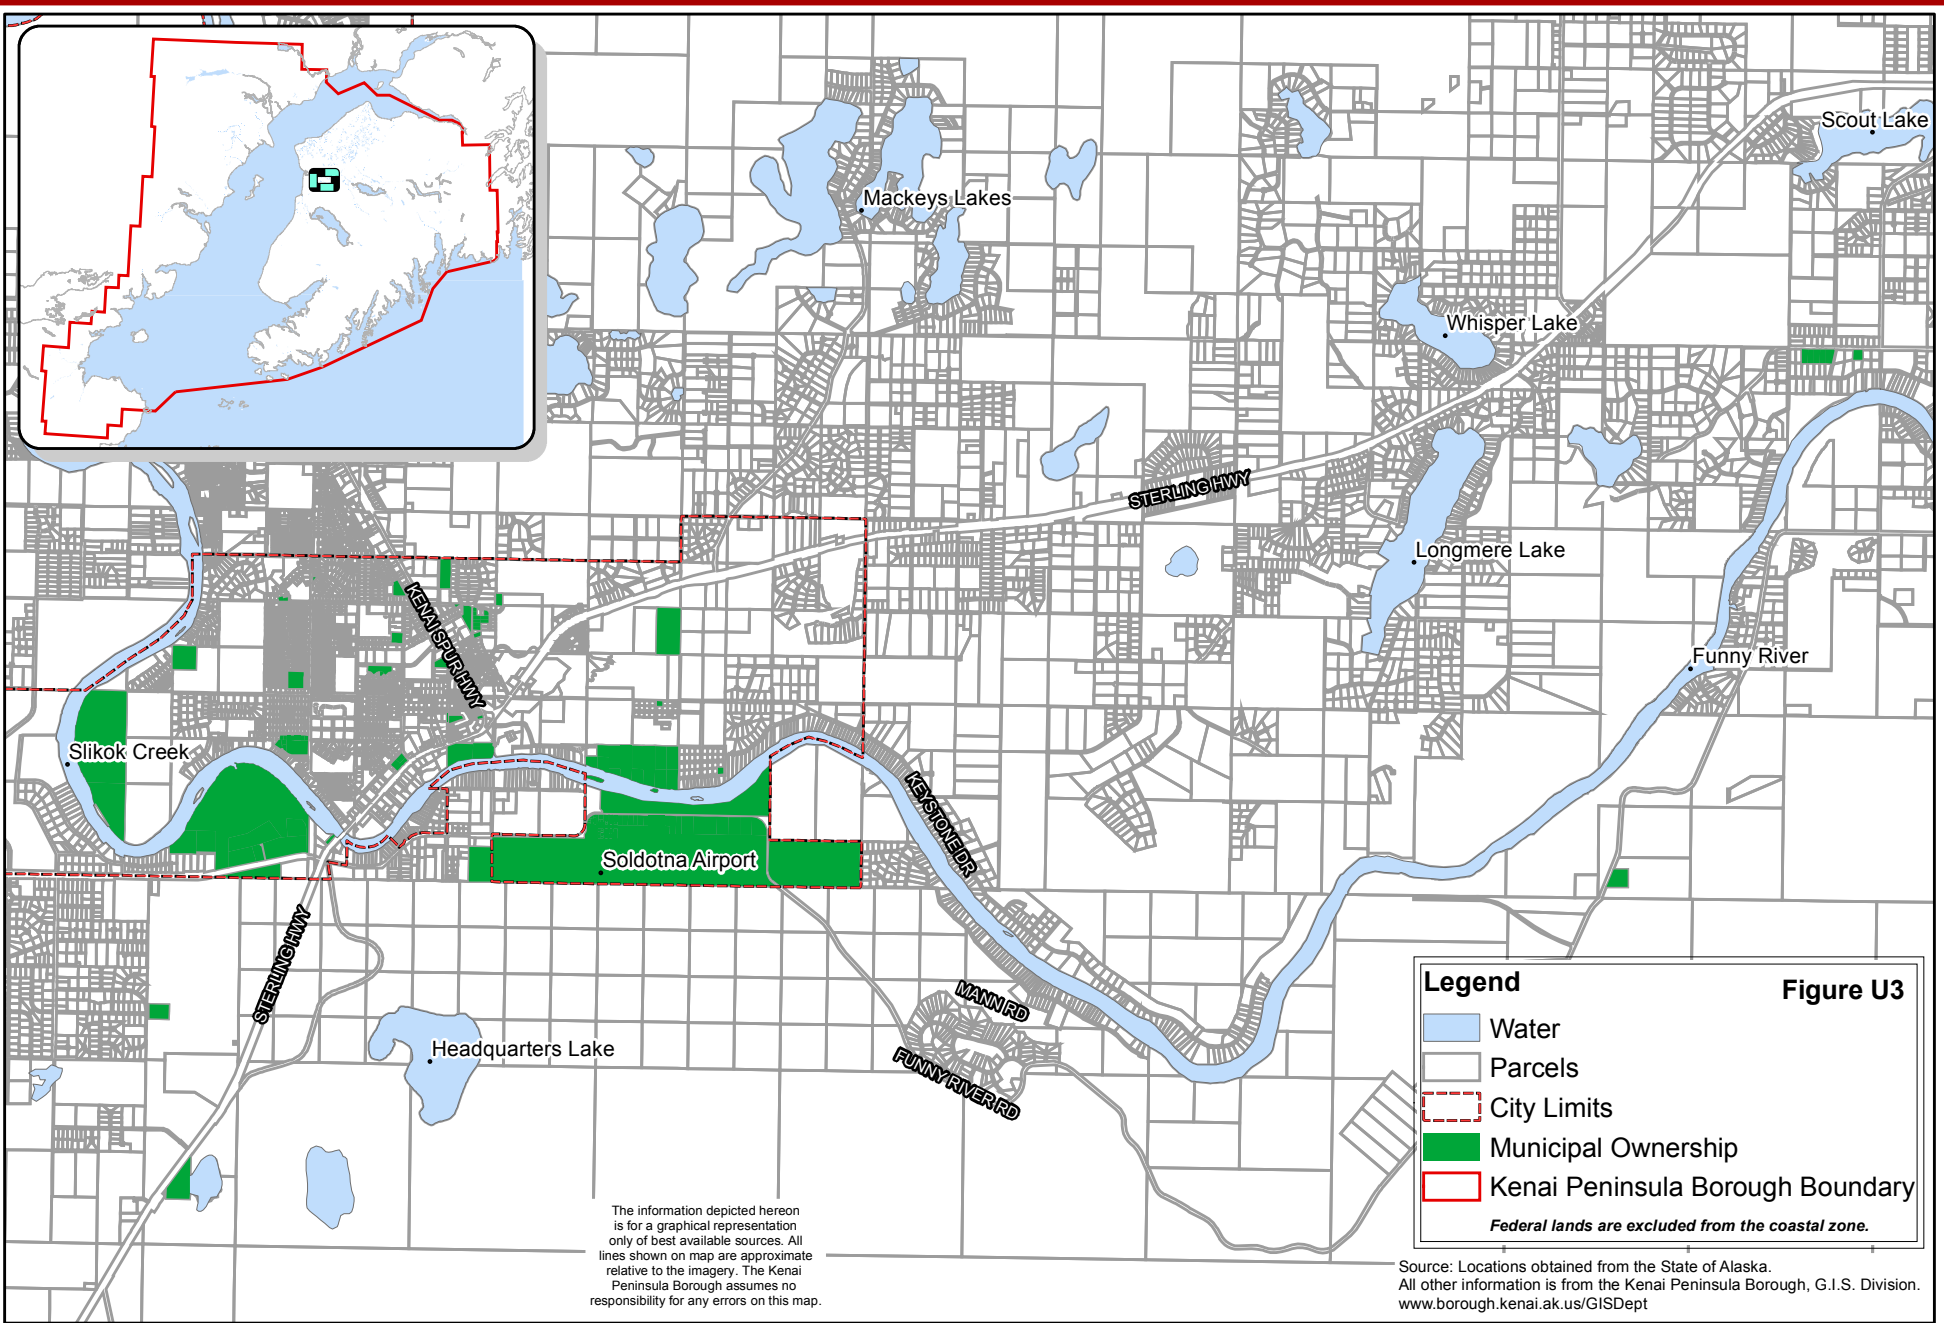 Scout Lake
Mackeys Lakes
Whisper Lake
STERLING HWY
Longmere Lake
KENAI SPUR HWY
Funny River
Slikok Creek
KEYSTONE DR
Soldotna Airport
STERLING HWY
MANN RD
Headquarters Lake
FUNNY RIVER RD
Legend
Figure U3
Water
Parcels
City Limits
Municipal Ownership
Kenai Peninsula Borough Boundary
Federal lands are excluded from the coastal zone.
The information depicted hereon
is for a graphical representation
only of best available sources. All
lines shown on map are approximate
relative to the imagery. The Kenai
Peninsula Borough assumes no
responsibility for any errors on this map.
Source: Locations obtained from the State of Alaska.
All other information is from the Kenai Peninsula Borough, G.I.S. Division.
www.borough.kenai.ak.us/GISDept